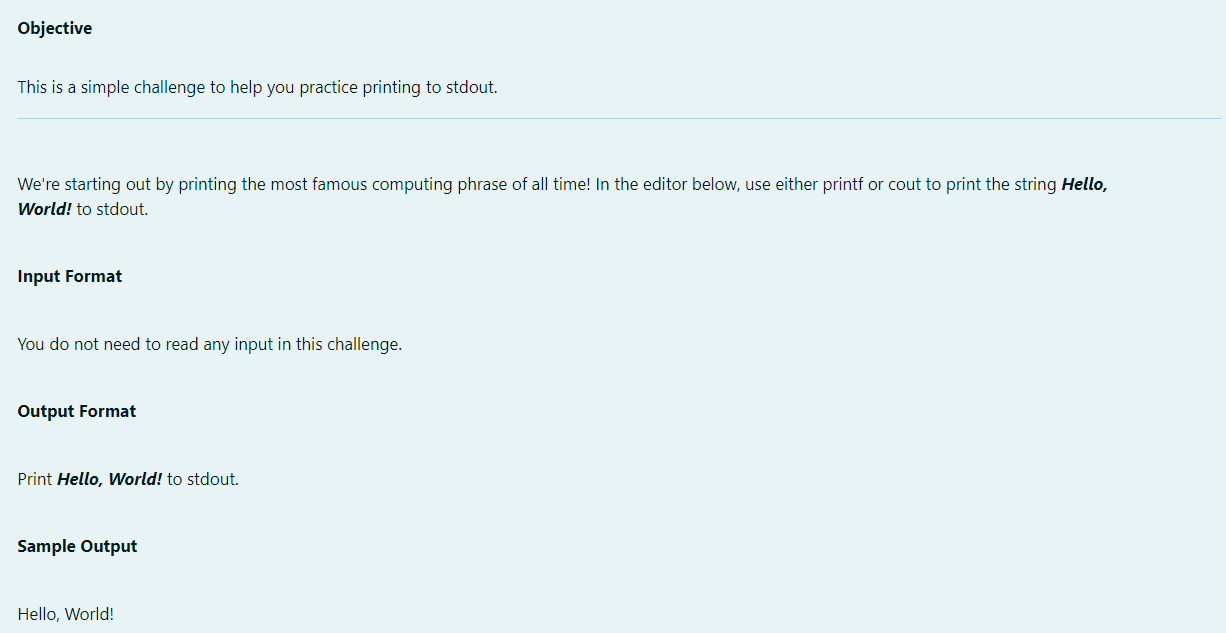 Objective
This is a simple challenge to help you practice printing to stdout.
We're starting out by printing the most famous computing phrase of all time! In the editor below, use either printf or cout to print the string Hello,
World! to stdout.
Input Format
You do not need to read any input in this challenge.
Output Format
Print Hello, World! to stdout.
Sample Output
Hello, World!